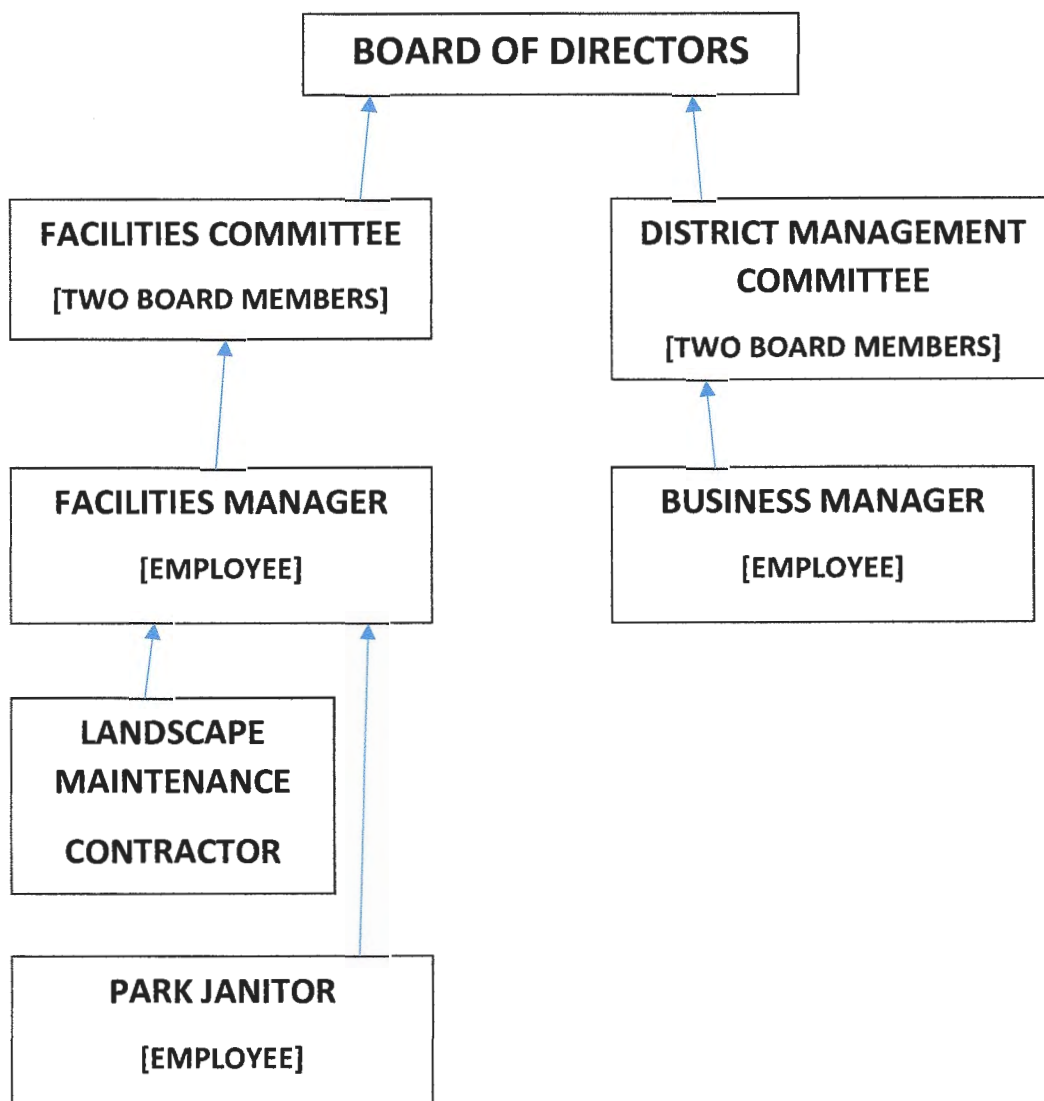 BOARD OF DIRECTORS
FACILITIES COMMITTEE
[TWO BOARD MEMBERS]
DISTRICT MANAGEMENT
COMMITTEE
[TWO BOARD MEMBERS]
FACILITIES MANAGER
[EMPLOYEE]
BUSINESS MANAGER
[EMPLOYEE]
LANDSCAPE
MAINTENANCE
CONTRACTOR
PARK JANITOR
[EMPLOYEE]